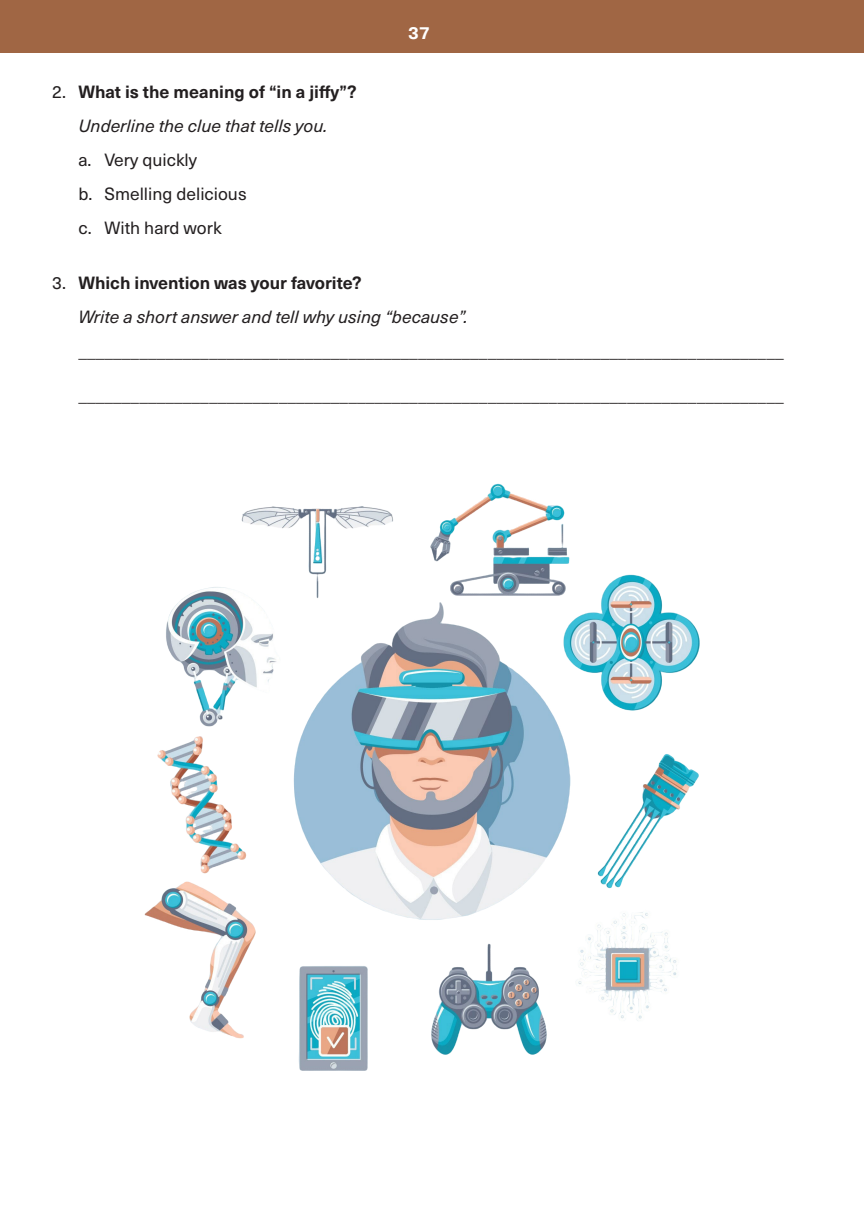 37
2. What is the meaning of “in a jiffy”?
Underline the clue that tells you.
a. Very quickly
b. Smelling delicious
c. With hard work
3. Which invention was your favorite?
Write a short answer and tell why using “because”.